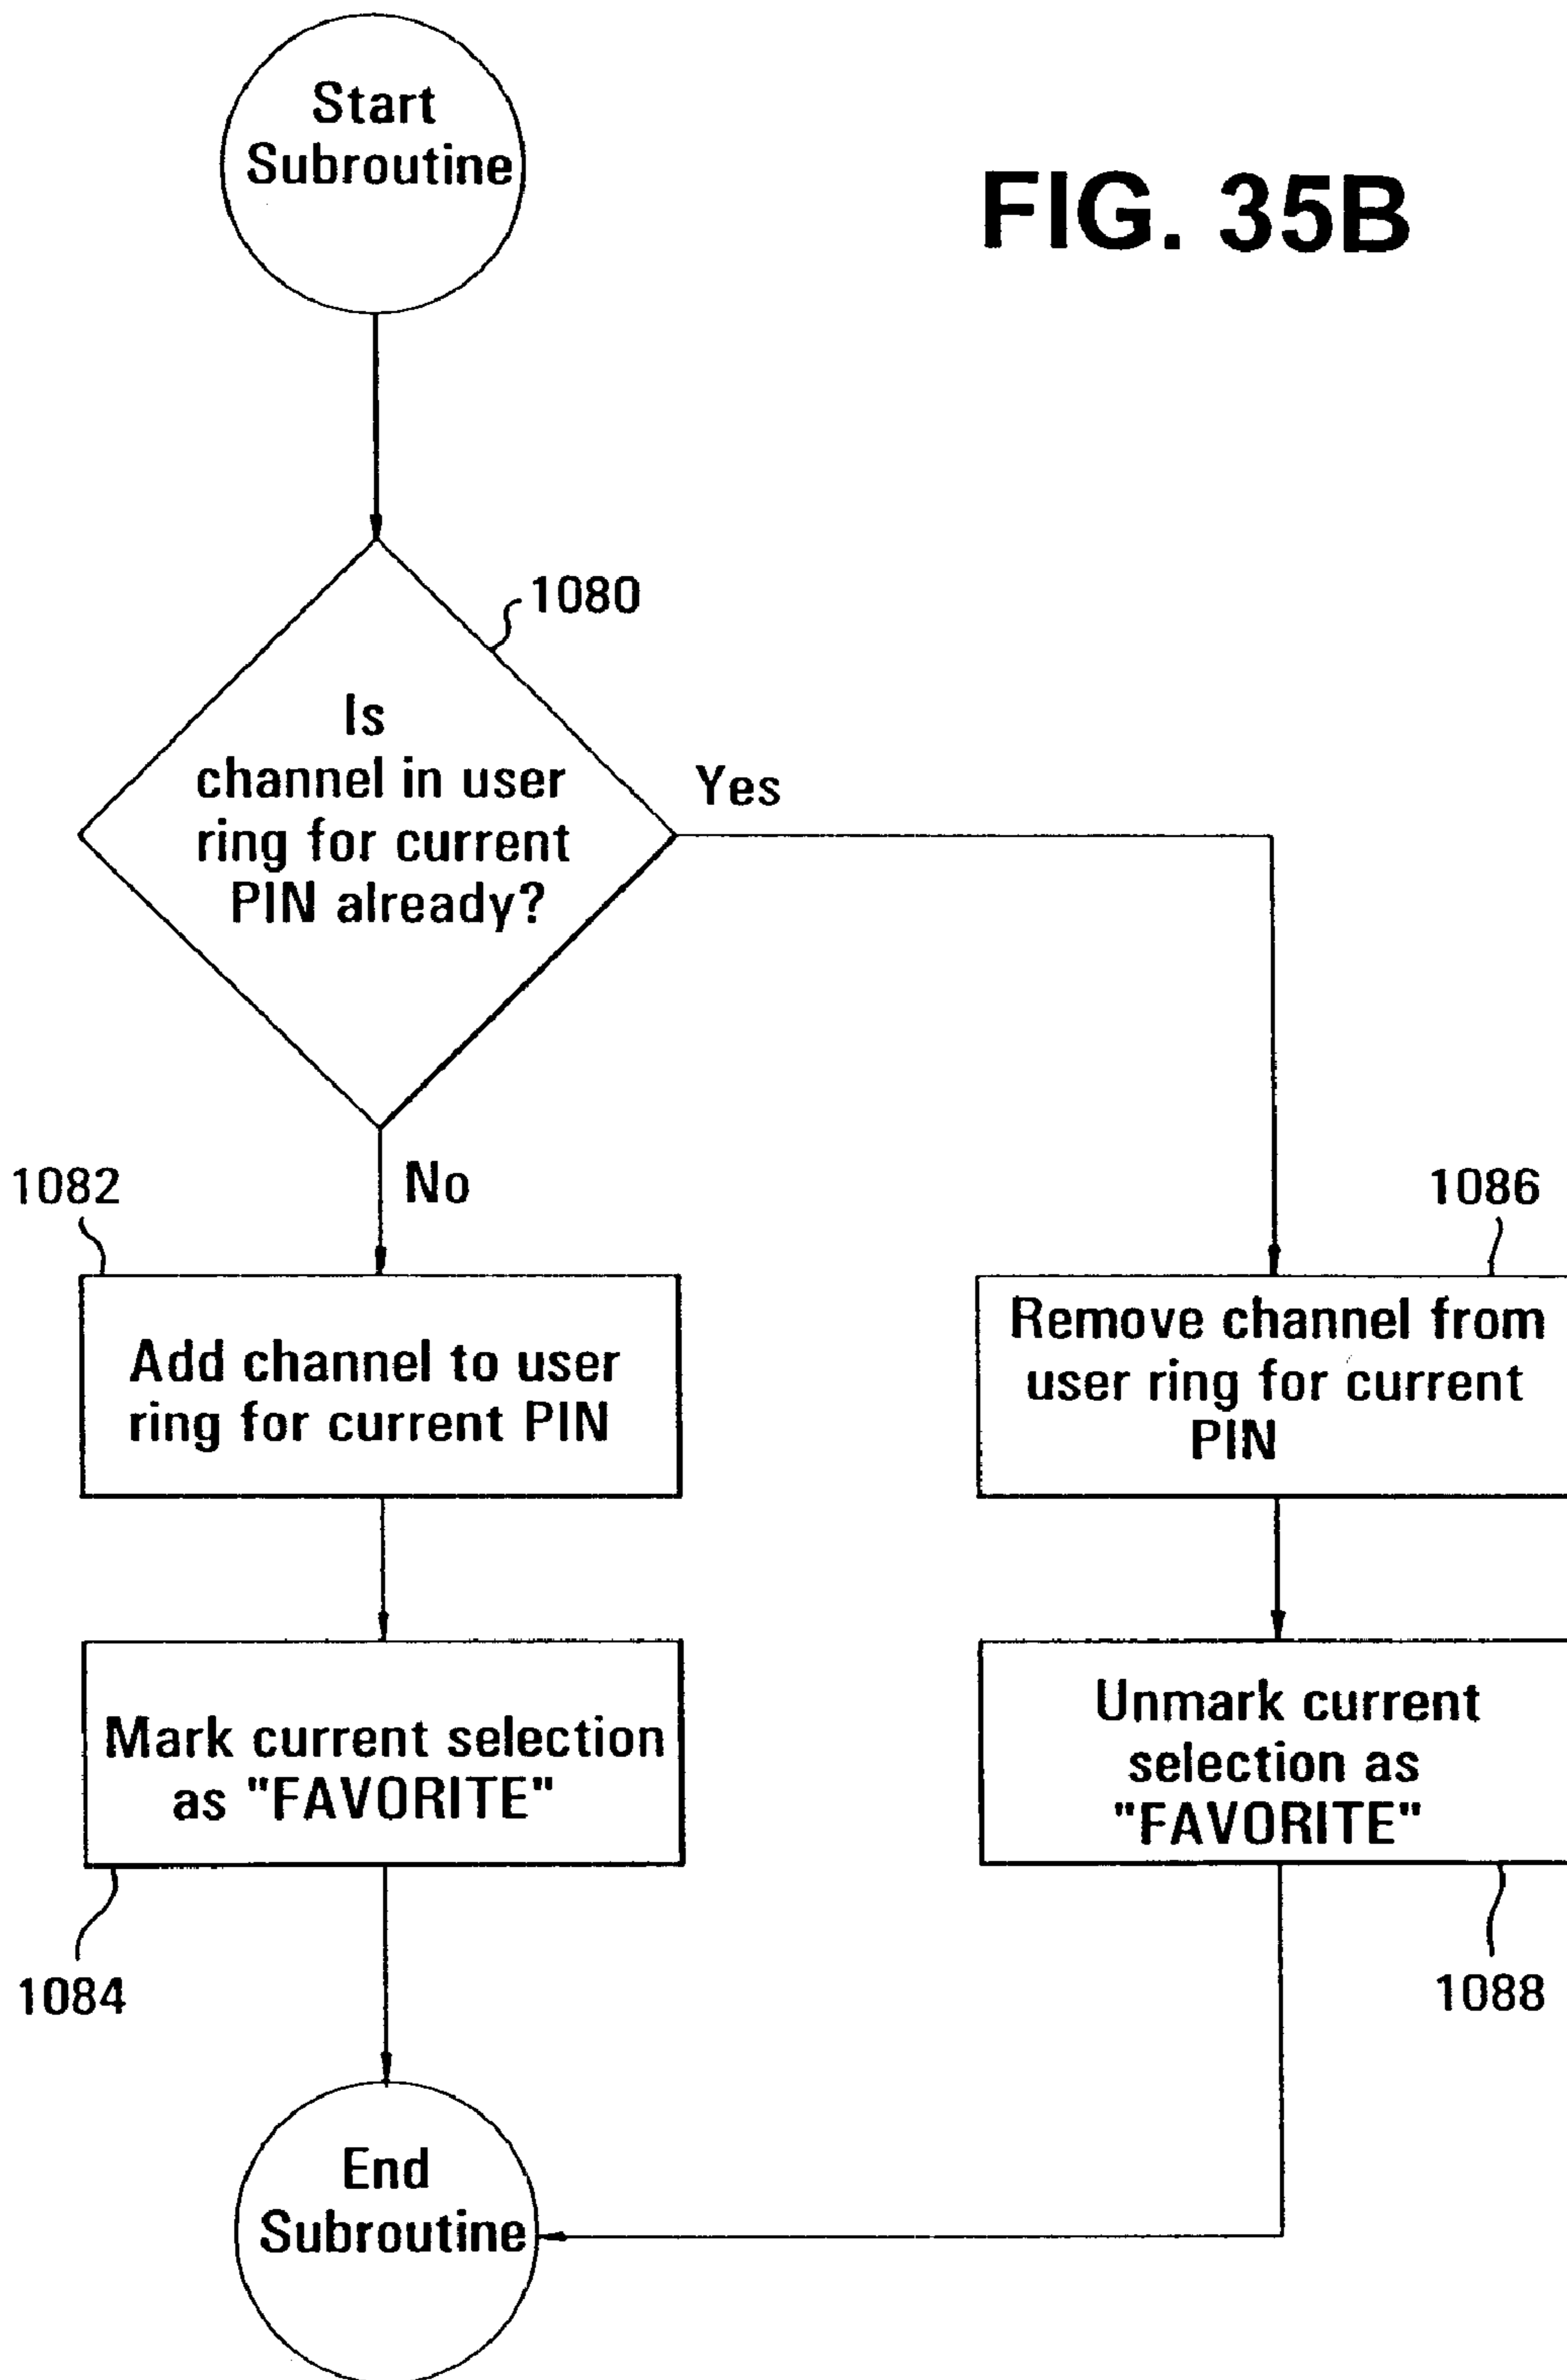 Start
Subroutine
FIG. 35B
1080
Is
channel in user
ring for current
PIN already?
Yes
No
1082
Add channel to user
ring for current PIN
1086
Remove channel from
user ring for current
PIN
Mark current selection
as "FAVORITE"
1084
Unmark current
selection as
"FAVORITE"
1088
End
Subroutine